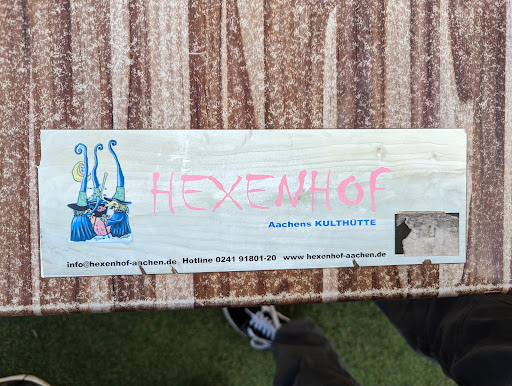 HEXENHOF
Aachens KULTHÜTTE
info@hexenhof-aachen.de Hotline 0241 91801-20 www.hexenhof-aachen.de